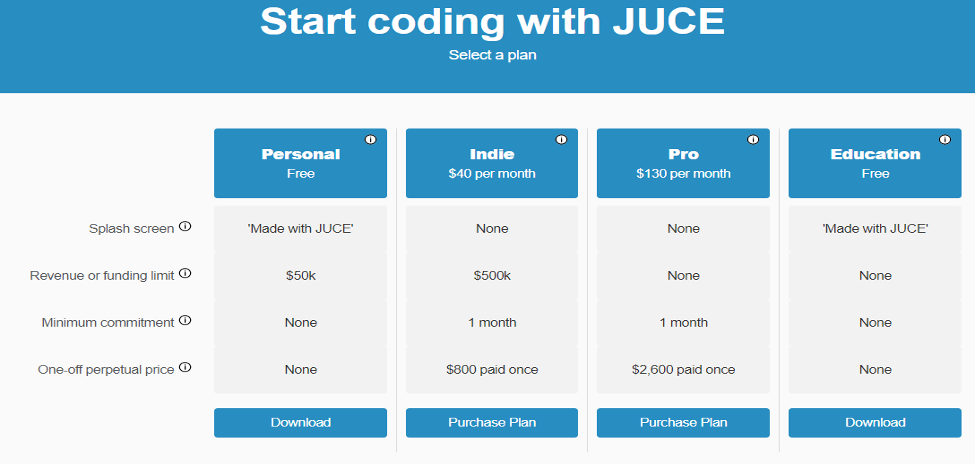 Start coding with JUCE
Select a plan
Personal Indie Pro Education
Free $40 per month $130 per month Free
Splash screen 'Made with JUCE' None None 'Made with JUCE'
Revenue or funding limit $50k $500k None None
Minimum commitment None 1 month 1 month None
One-off perpetual price None $800 paid once $2,600 paid once None
Download Purchase Plan Purchase Plan Download